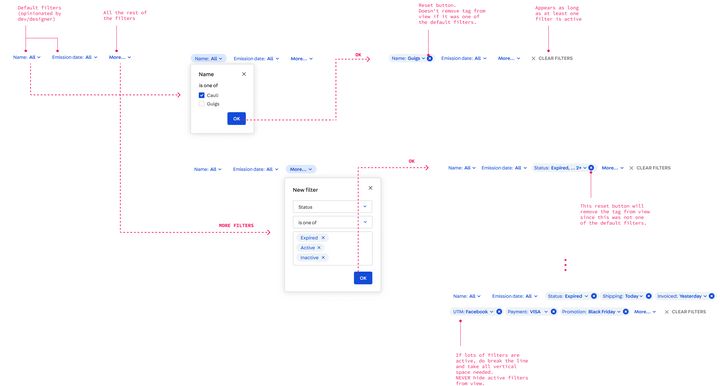 Default filters
(opinionated by
dev/designer)
All the rest of
the filters
Reset button.
Doesn't remove tag from
view if it was one of
the default filters.
Appears as long
as at least one
filter is active
Name: All
Emission date: All
More...
Name: All
Emission date: All
More...
OK
Name: Guigs
Emission date: All
More...
CLEAR FILTERS
Name
is one of
Cauli
Guigs
OK
Name: All
Emission date: All
More...
OK
Name: All
Emission date: All
Status: Expired, ... 2+
More...
CLEAR FILTERS
New filter
Status
is one of
Expired
Active
Inactive
OK
MORE FILTERS
This reset button will
remove the tag from view
since this was not one
of the default filters.
Name: All
Emission date: All
Status: Expired
Shipping: Today
Invoiced: Yesterday
UTM: Facebook
Payment: VISA
Promotion: Black Friday
More...
CLEAR FILTERS
If lots of filters are
active, do break the line
and take all vertical
space needed.
NEVER hide active filters
from view.